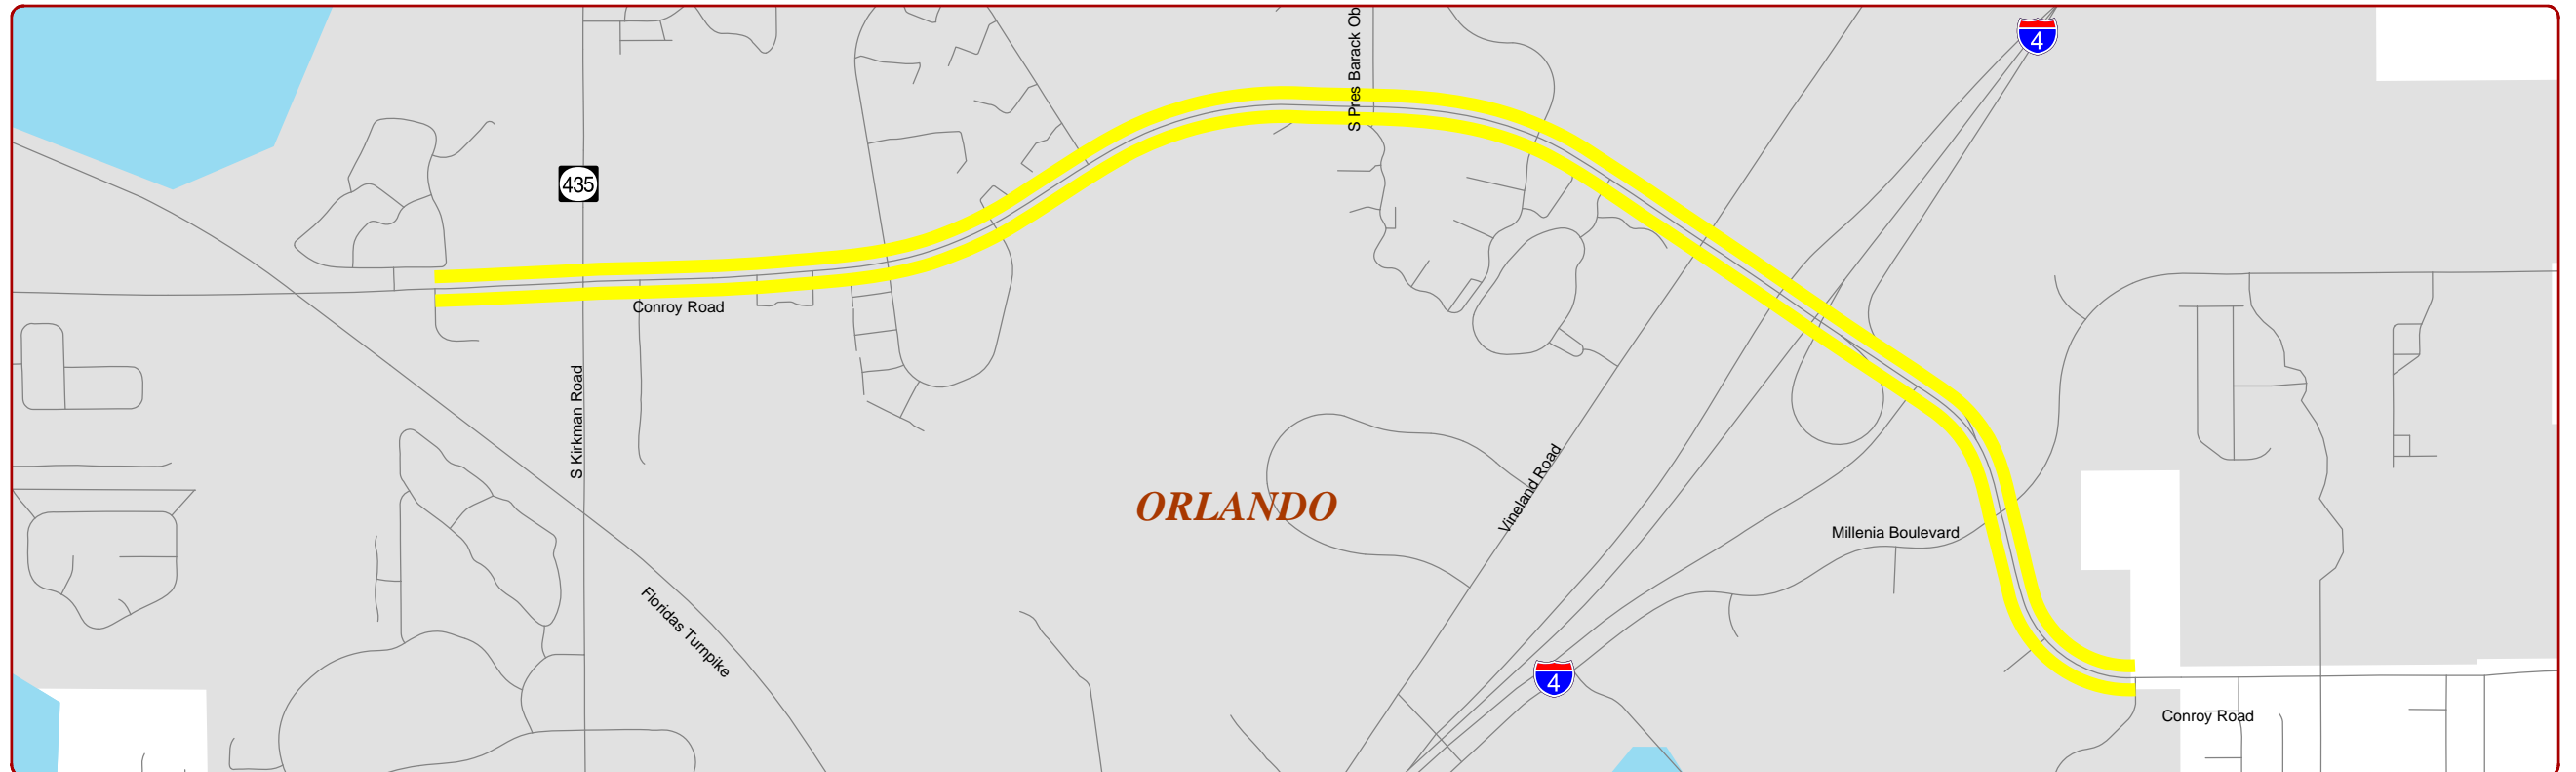 S Pres Barack Ob
4
435
Conroy Road
S Kirkman Road
Vineland Road
ORLANDO
Millenia Boulevard
Floridas Turnpike
4
Conroy Road